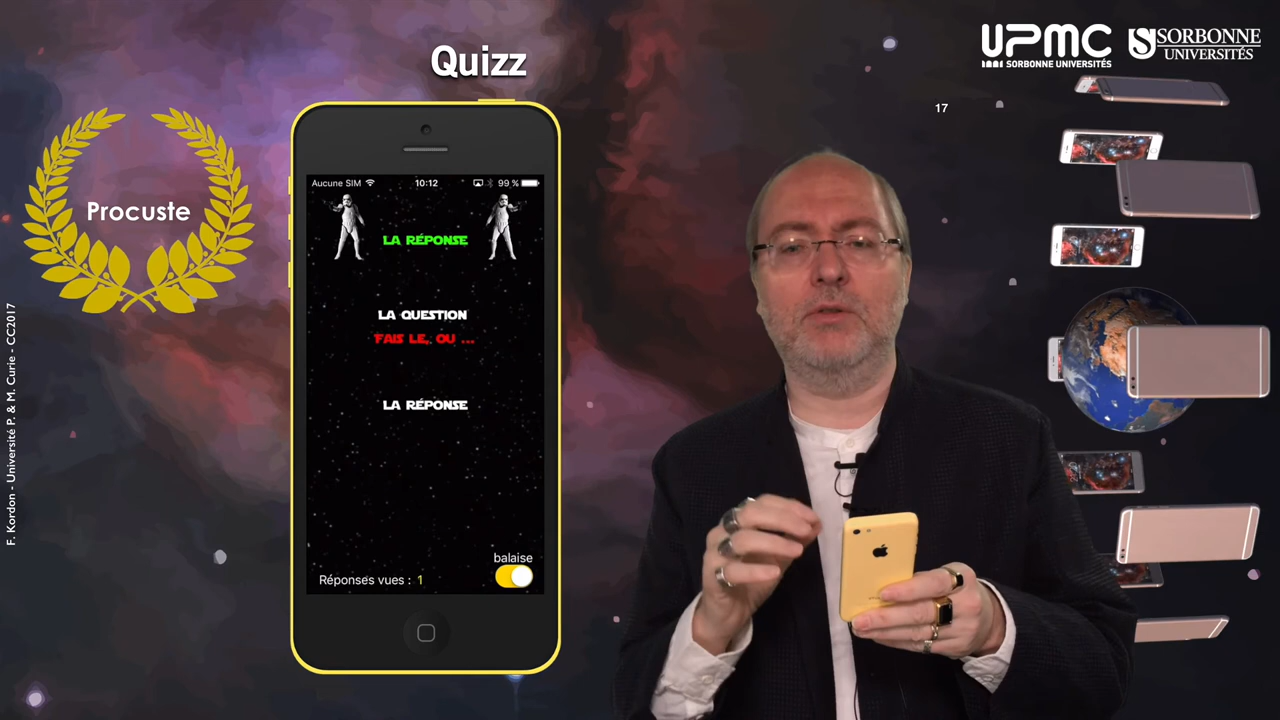 Quizz
UPMC
SORBONNE UNIVERSITÉS
SORBONNE
UNIVERSITÉS
17
Procuste
Aucune SIM
10:12
99 %
LA RÉPONSE
LA QUESTION
FAIS LE, OU ...
LA RÉPONSE
balaise
Réponses vues : 1
F. Kordon - Université P. & M. Curie - CC2017